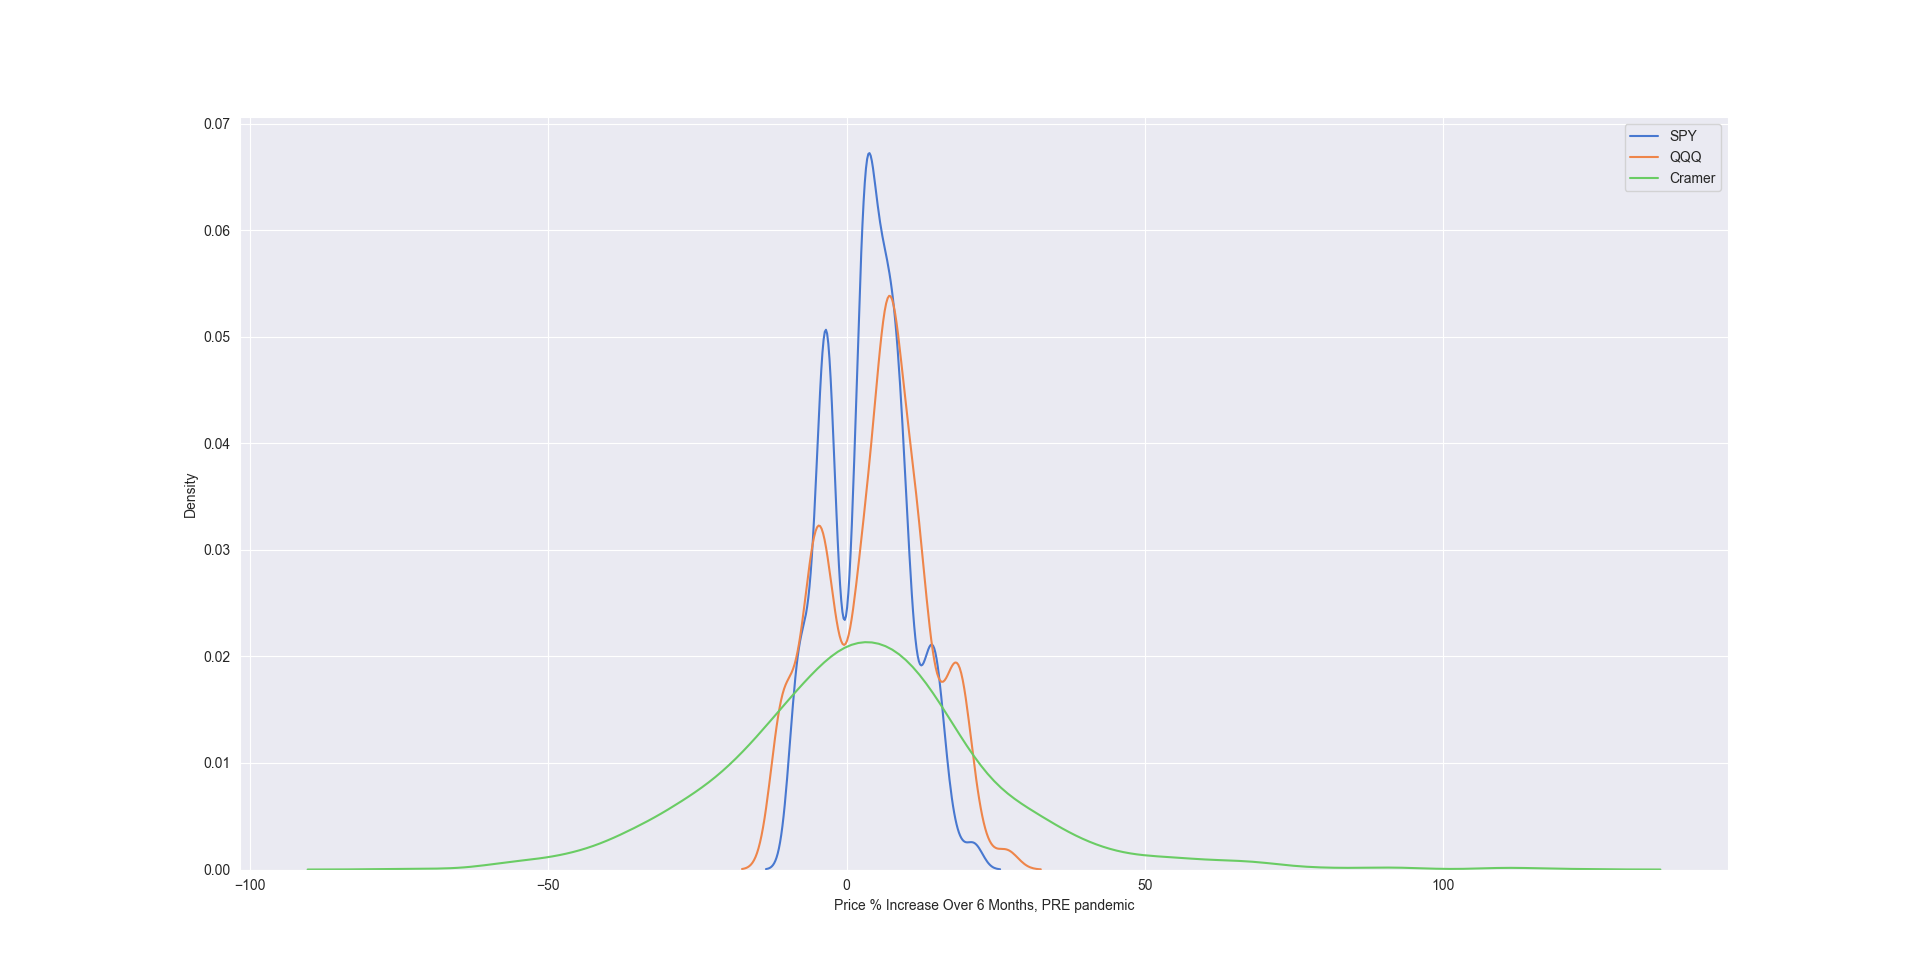 0.07
0.06
0.05
0.04
0.03
0.02
0.01
0.00
Density
−100
−50
0
50
100
Price % Increase Over 6 Months, PRE pandemic
SPY
QQQ
Cramer